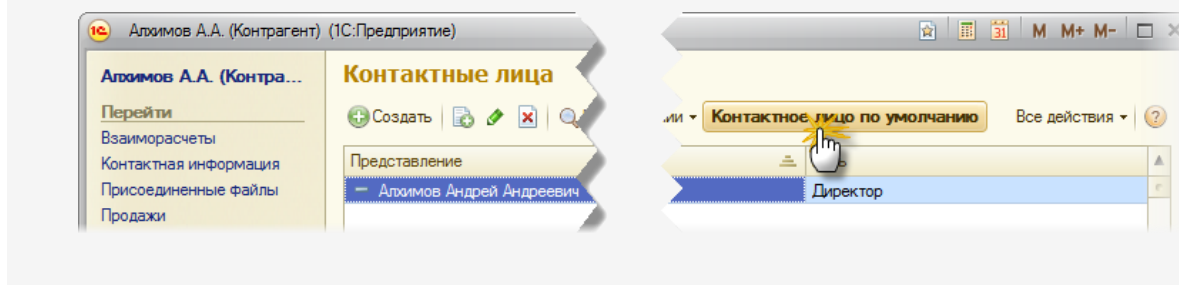 Алхимов А.А. (Контрагент) (1С:Предприятие) M M+ M-
Алхимов А.А. (Контра...
Контактные лица
Перейти
Создать Контактное лицо по умолчанию Все действия
Взаиморасчеты
Контактная информация
Представление
Присоединенные файлы
Алхимов Андрей Андреевич Директор
Продажи